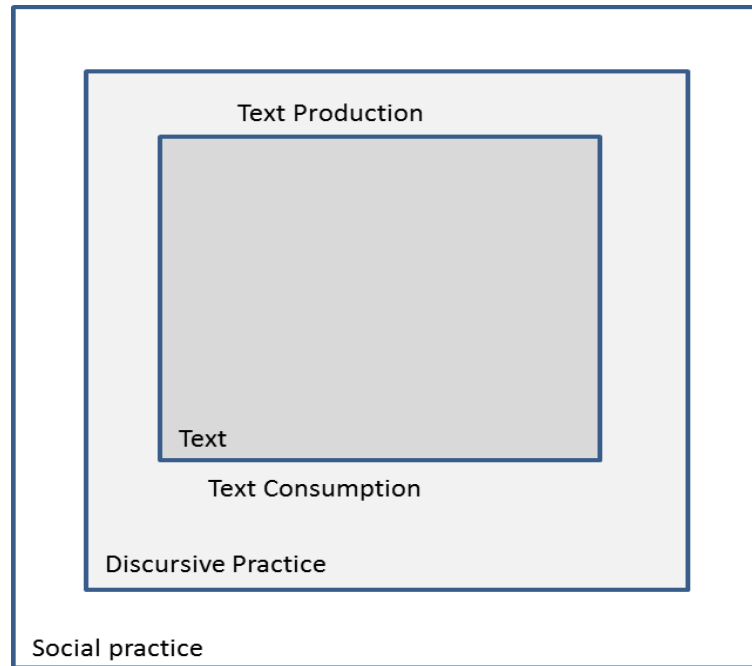 Text Production
Text
Text Consumption
Discursive Practice
Social practice